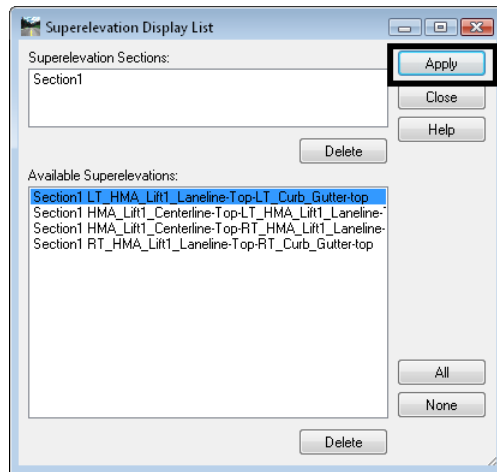 Superelevation Display List
Superelevation Sections:
Section1
Apply
Close
Help
Delete
Available Superelevations:
Section1 LT_HMA_Lift1_Laneline-Top-LT_Curb_Gutter-top
Section1 HMA_Lift1_Centerline-Top-LT_HMA_Lift1_Laneline-
Section1 HMA_Lift1_Centerline-Top-RT_HMA_Lift1_Laneline-
Section1 RT_HMA_Lift1_Laneline-Top-RT_Curb_Gutter-top
All
None
Delete